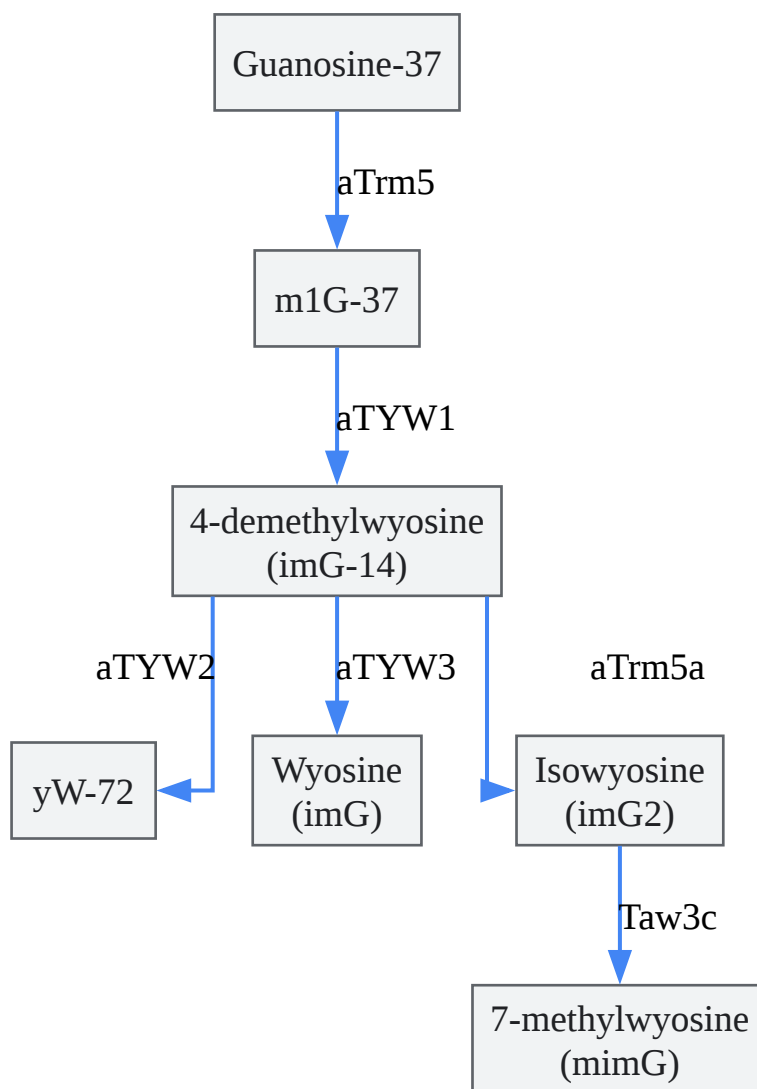 Guanosine-37
aTrm5
m1G-37
aTYW1
4-demethylwyosine
(imG-14)
aTYW2
aTYW3
aTrm5a
yW-72
Wyosine
(imG)
Isowyosine
(imG2)
Taw3c
7-methylwyosine
(mimG)